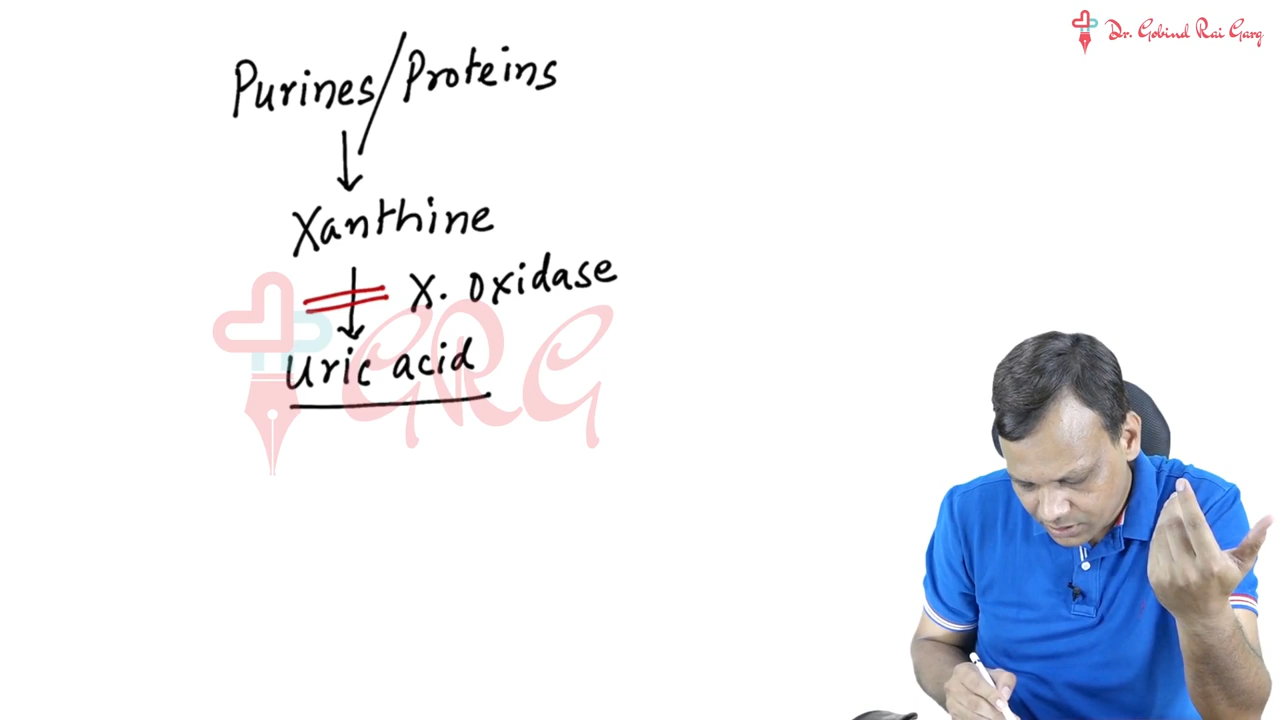 Dr. Gobind Rai Garg
Purines/Proteins
Xanthine
X. oxidase
Uric acid
GRG